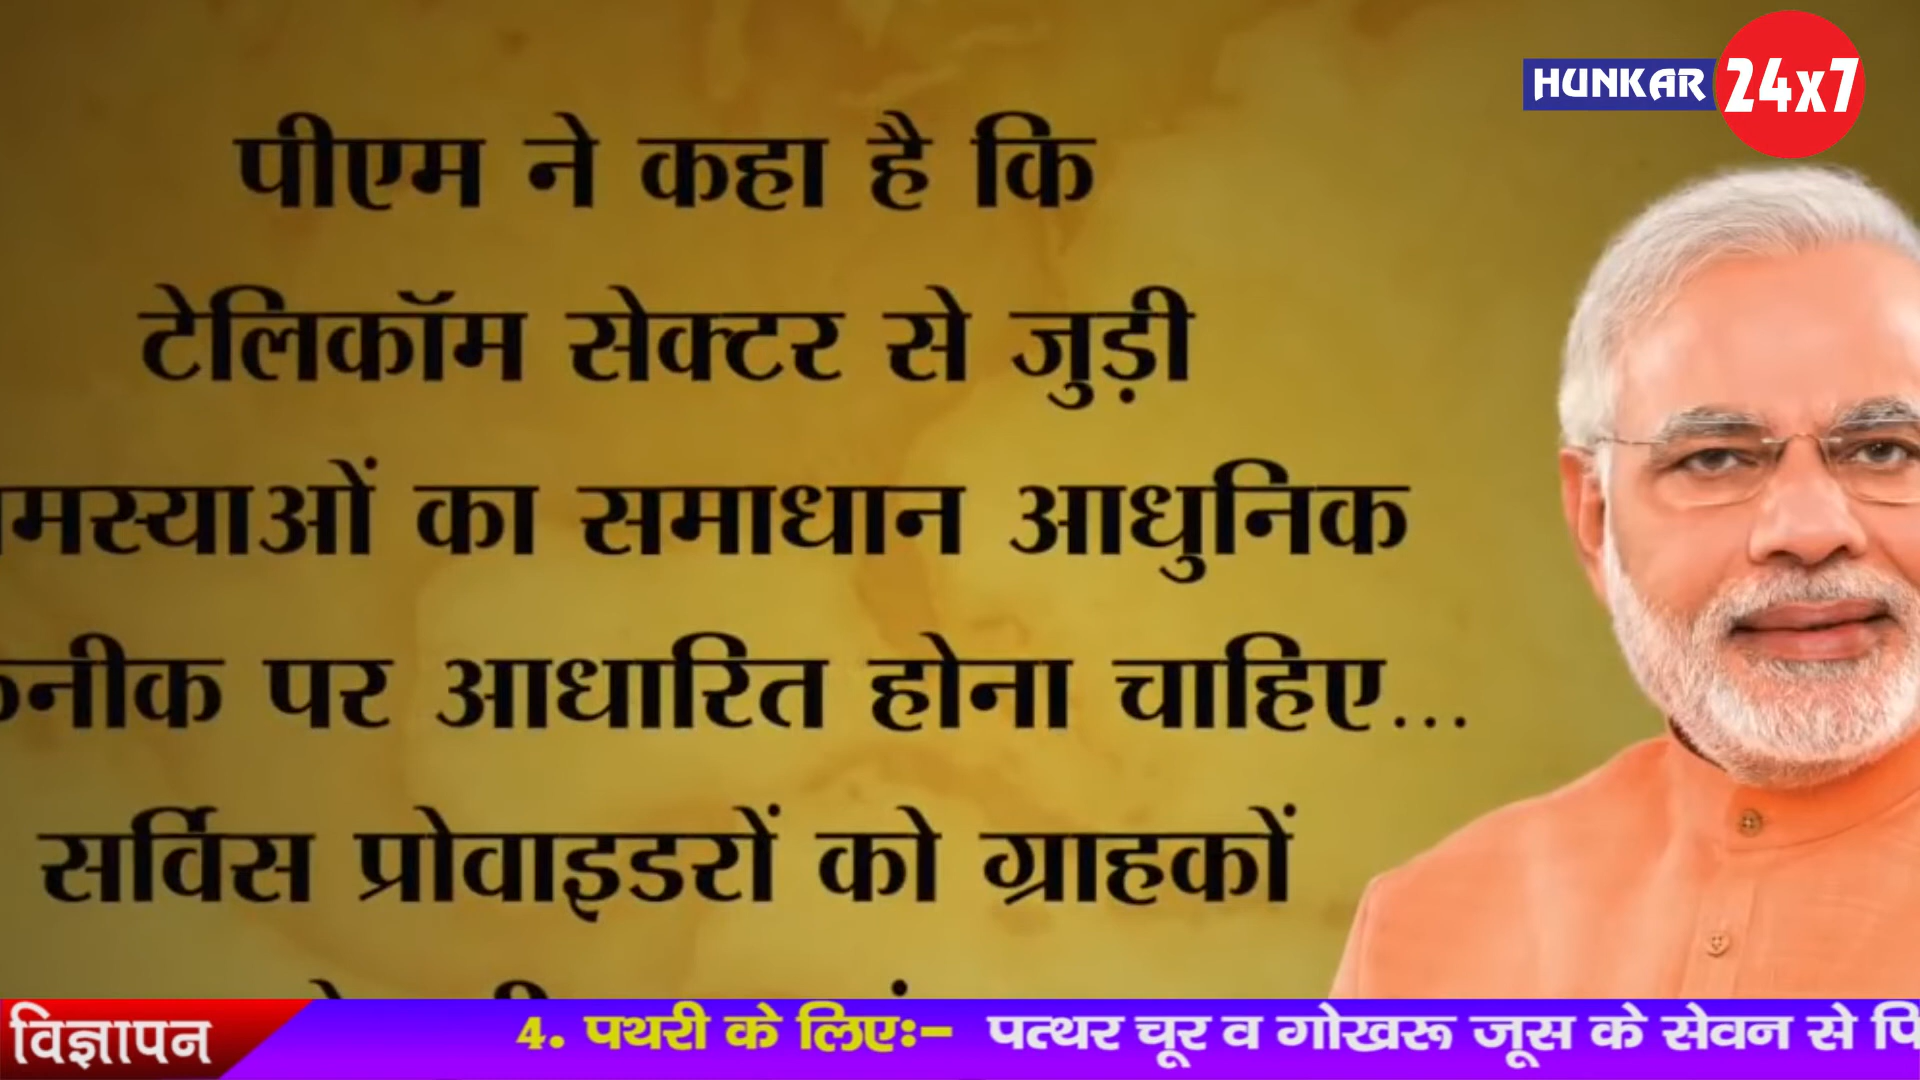 HUNKAR 24x7
पीएम ने कहा है कि
टेलिकॉम सेक्टर से जुड़ी
का समाधान आधुनिक
पर आधारित होना चाहिए...
सर्विस प्रोवाइडरों को ग्राहकों
विज्ञापन
4. पथरी के लिएः- पत्थर चूर व गोखरू जूस के सेवन से